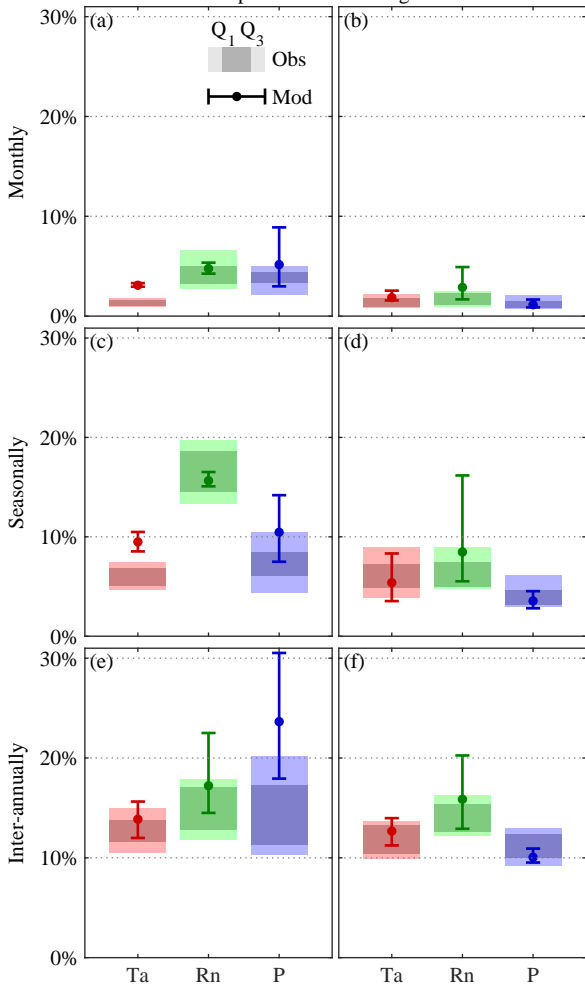 (a)
(b)
Q1 Q3
Obs
Mod
30%
20%
10%
0%
Monthly
(c)
(d)
30%
20%
10%
0%
Seasonally
(e)
(f)
30%
20%
10%
0%
Inter-annually
Ta Rn P
Ta Rn P